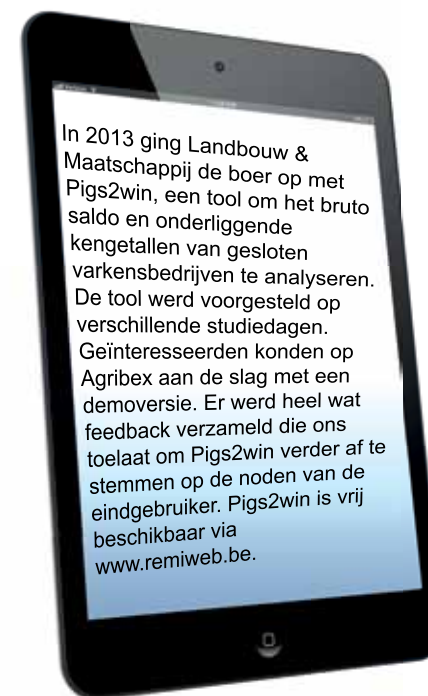 In 2013 ging Landbouw &
Maatschappij de boer op met
Pigs2win, een tool om het bruto
saldo en onderliggende
kengetallen van gesloten
varkensbedrijven te analyseren.
De tool werd voorgesteld op
verschillende studiedagen.
Geïnteresseerden konden op
Agribex aan de slag met een
demoversie. Er werd heel wat
feedback verzameld die ons
toelaat om Pigs2win verder af te
stemmen op de noden van de
eindgebruiker. Pigs2win is vrij
beschikbaar via
www.remiweb.be.